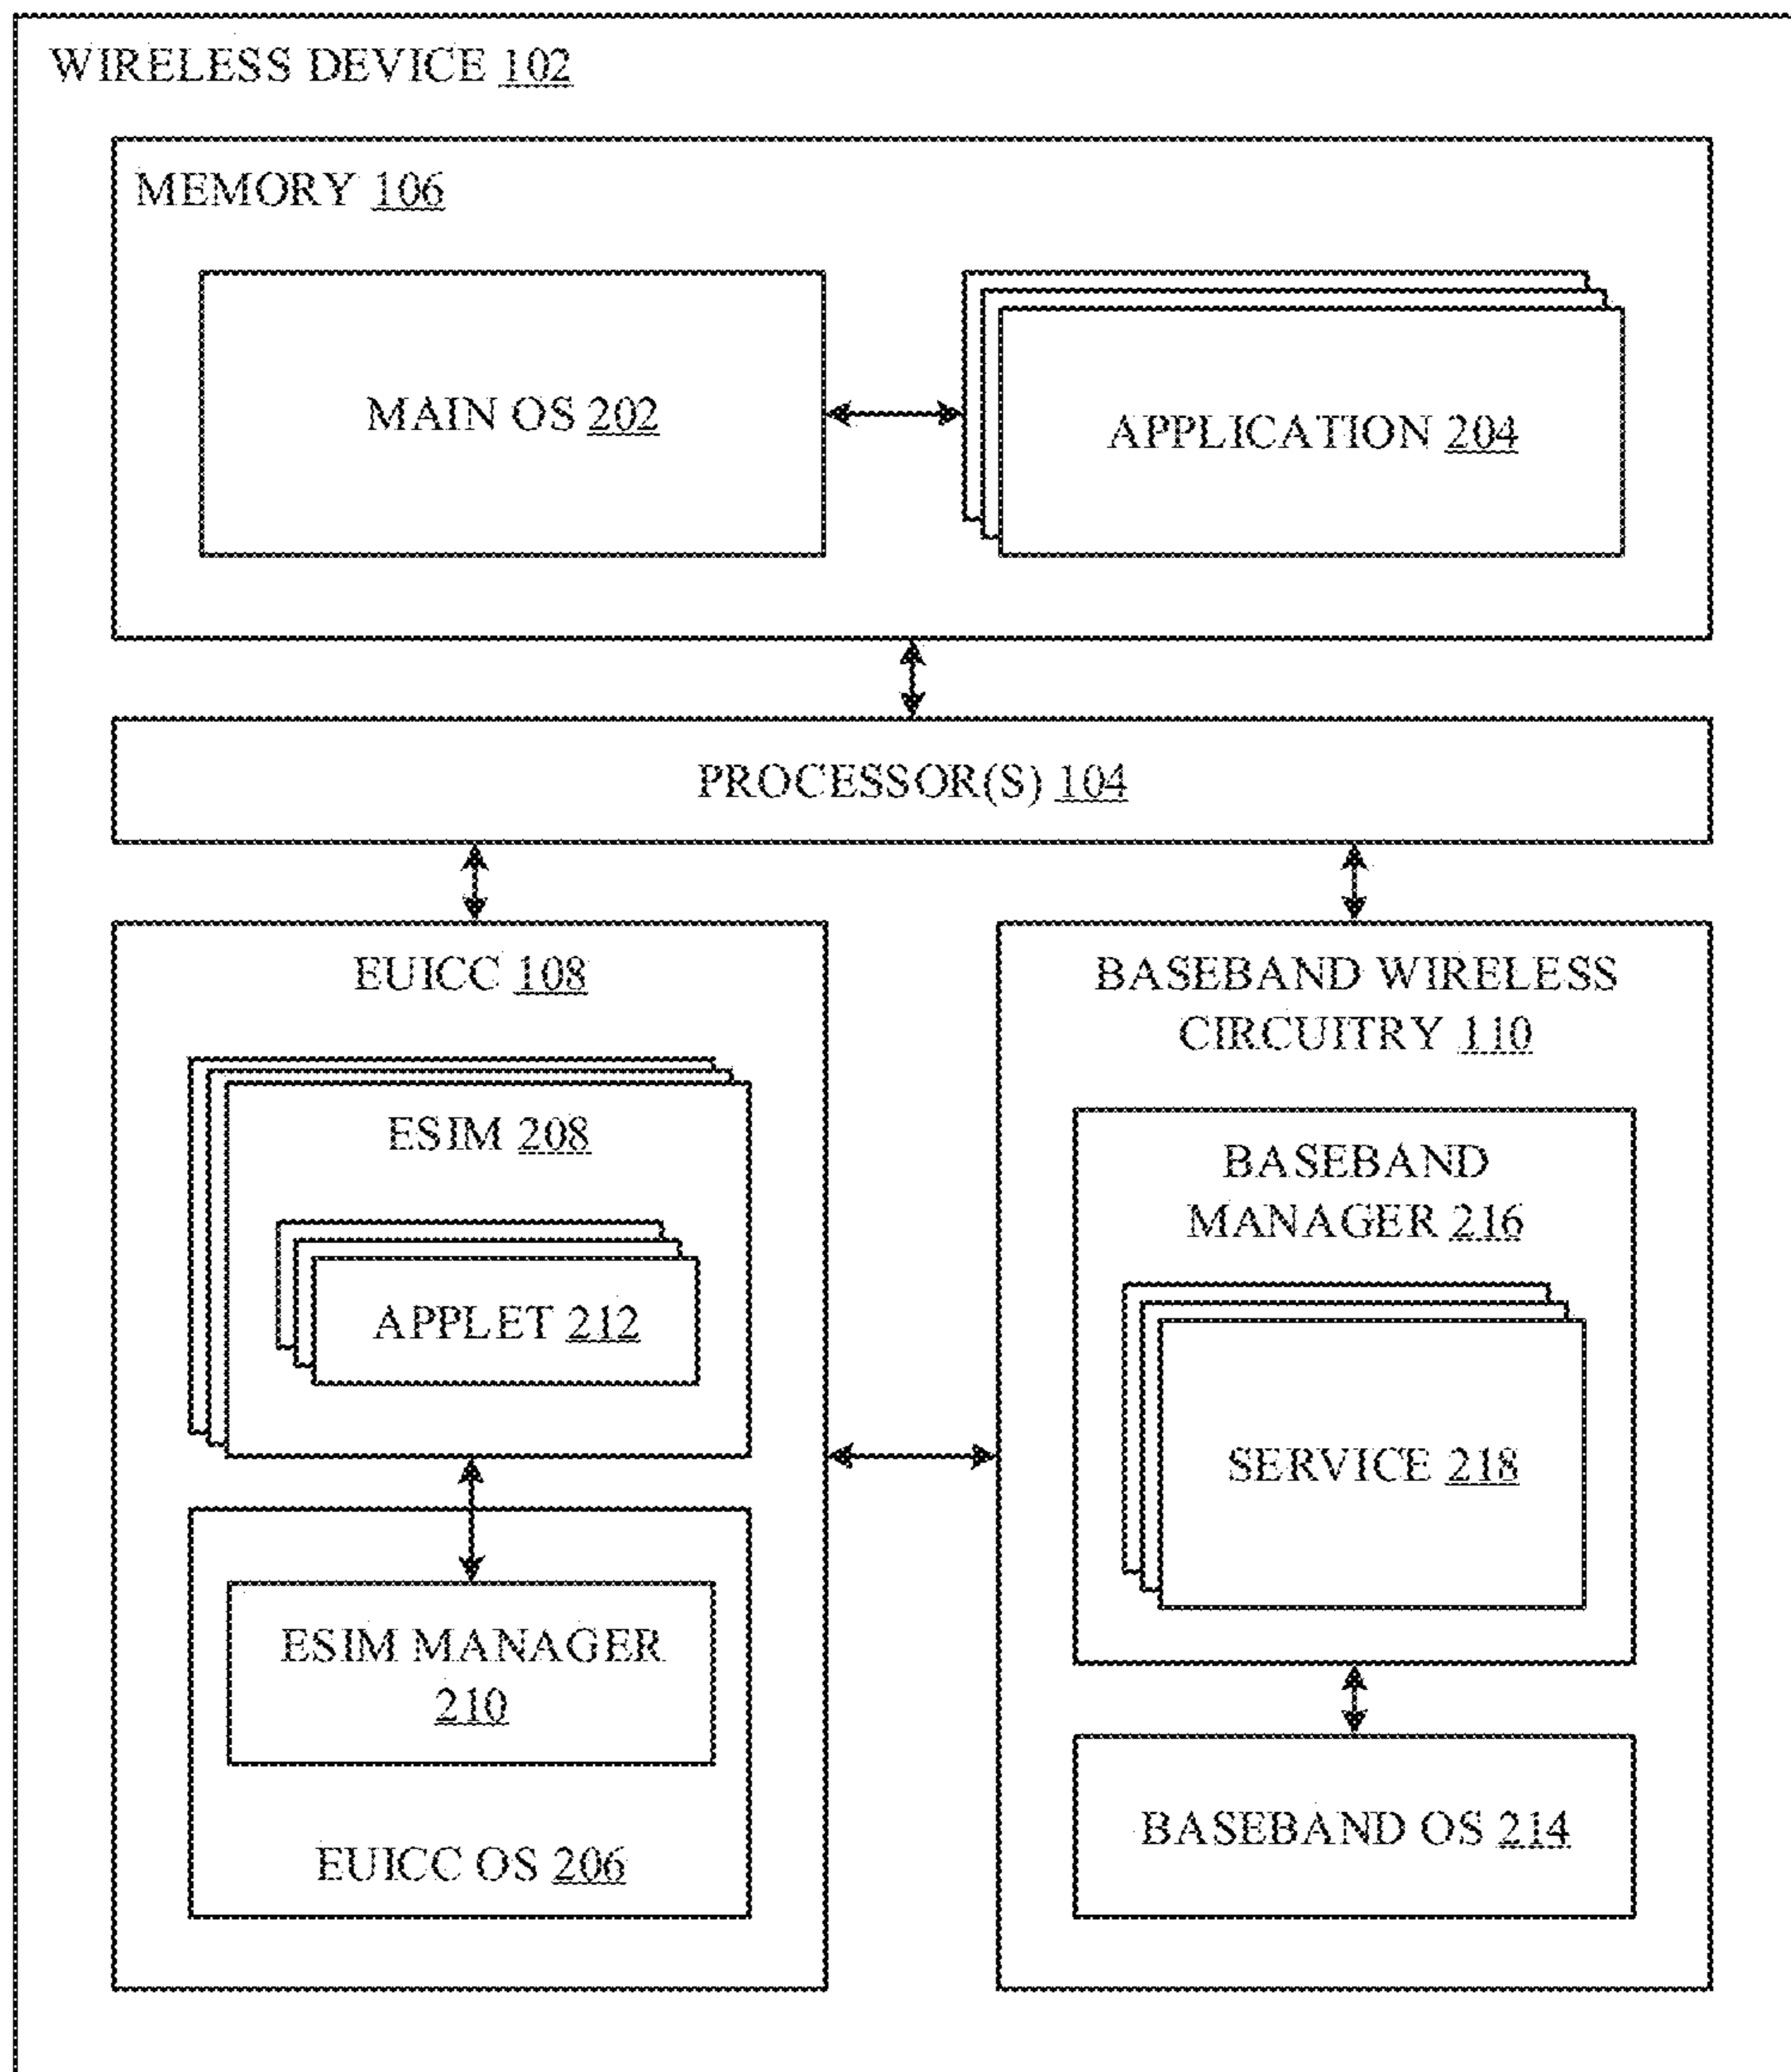 WIRELESS DEVICE 102
MEMORY 106
MAIN OS 202
APPLICATION 204
PROCESSOR(S) 104
EUICC 108
ESIM 208
APPLET 212
ESIM MANAGER
210
EUICC OS 206
BASEBAND WIRELESS
CIRCUITRY 110
BASEBAND
MANAGER 216
SERVICE 218
BASEBAND OS 214